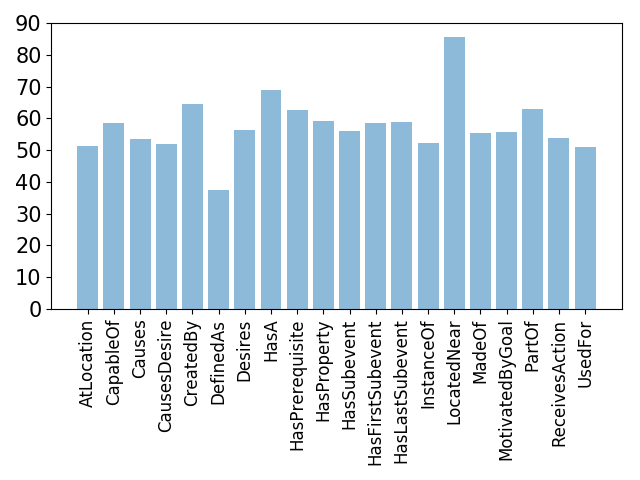 90
80
70
60
50
40
30
20
10
0
AtLocation
CapableOf
Causes
CausesDesire
CreatedBy
DefinedAs
Desires
HasA
HasPrerequisite
HasProperty
HasSubevent
HasFirstSubevent
HasLastSubevent
InstanceOf
LocatedNear
MadeOf
MotivatedByGoal
PartOf
ReceivesAction
UsedFor